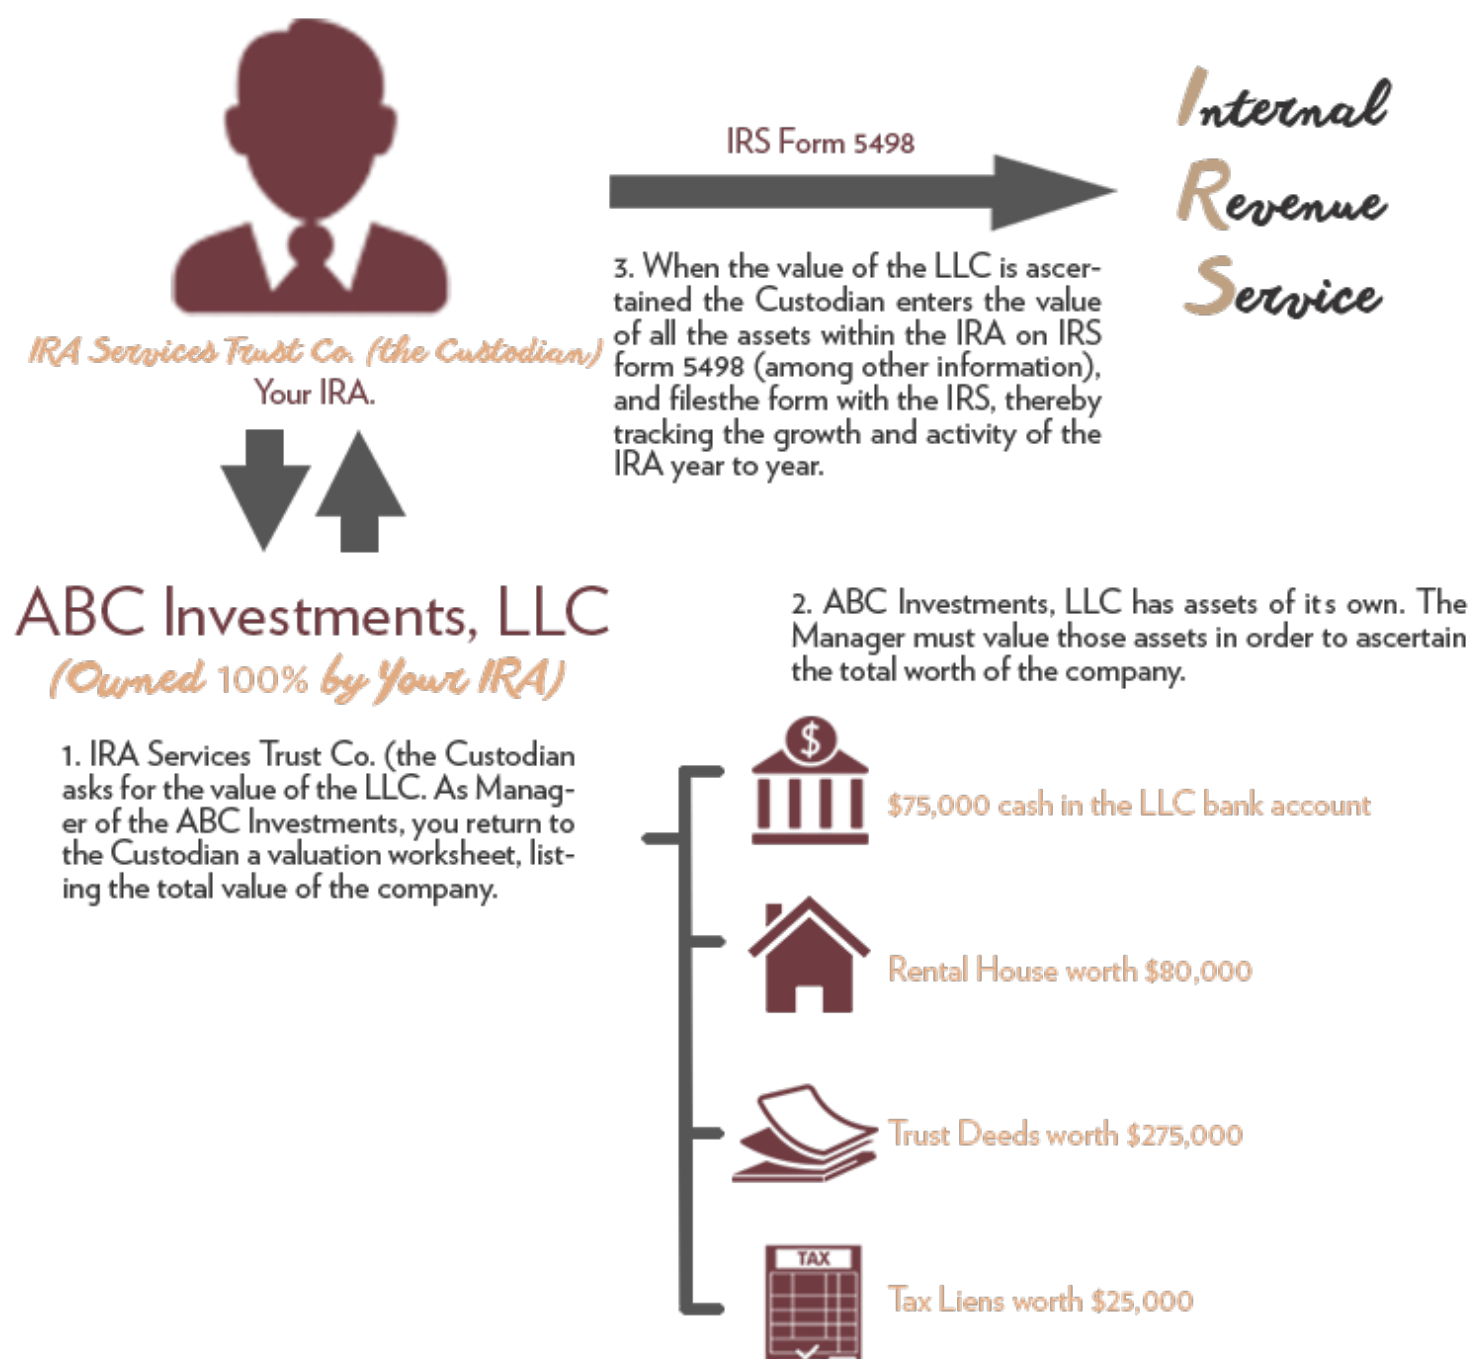 IRS Form 5498
Internal
Revenue
Service
3. When the value of the LLC is ascer-
tained the Custodian enters the value
of all the assets within the IRA on IRS
form 5498 (among other information),
and filesthe form with the IRS, thereby
tracking the growth and activity of the
IRA year to year.
IRA Services Trust Co. (the Custodian)
Your IRA.
ABC Investments, LLC
(Owned 100% by Your IRA)
1. IRA Services Trust Co. (the Custodian
asks for the value of the LLC. As Manag-
er of the ABC Investments, you return to
the Custodian a valuation worksheet, list-
ing the total value of the company.
2. ABC Investments, LLC has assets of its own. The
Manager must value those assets in order to ascertain
the total worth of the company.
$
$75,000 cash in the LLC bank account
Rental House worth $80,000
Trust Deeds worth $275,000
TAX
Tax Liens worth $25,000